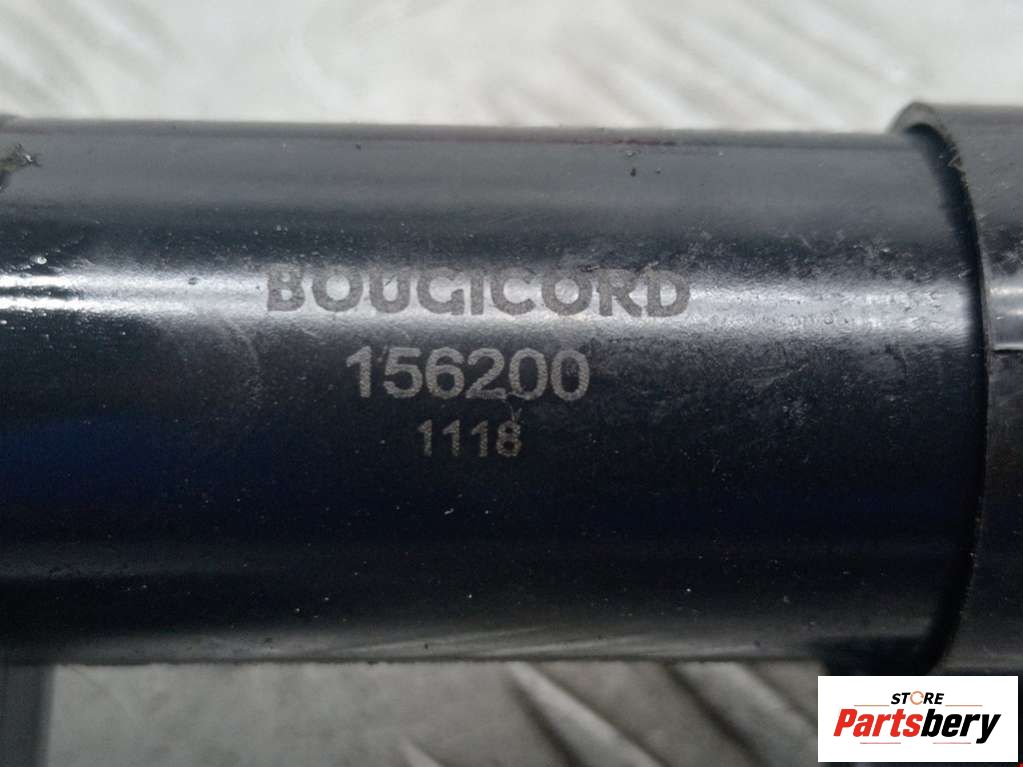 BOUGICORD
156200
1118
STORE
Partsbery